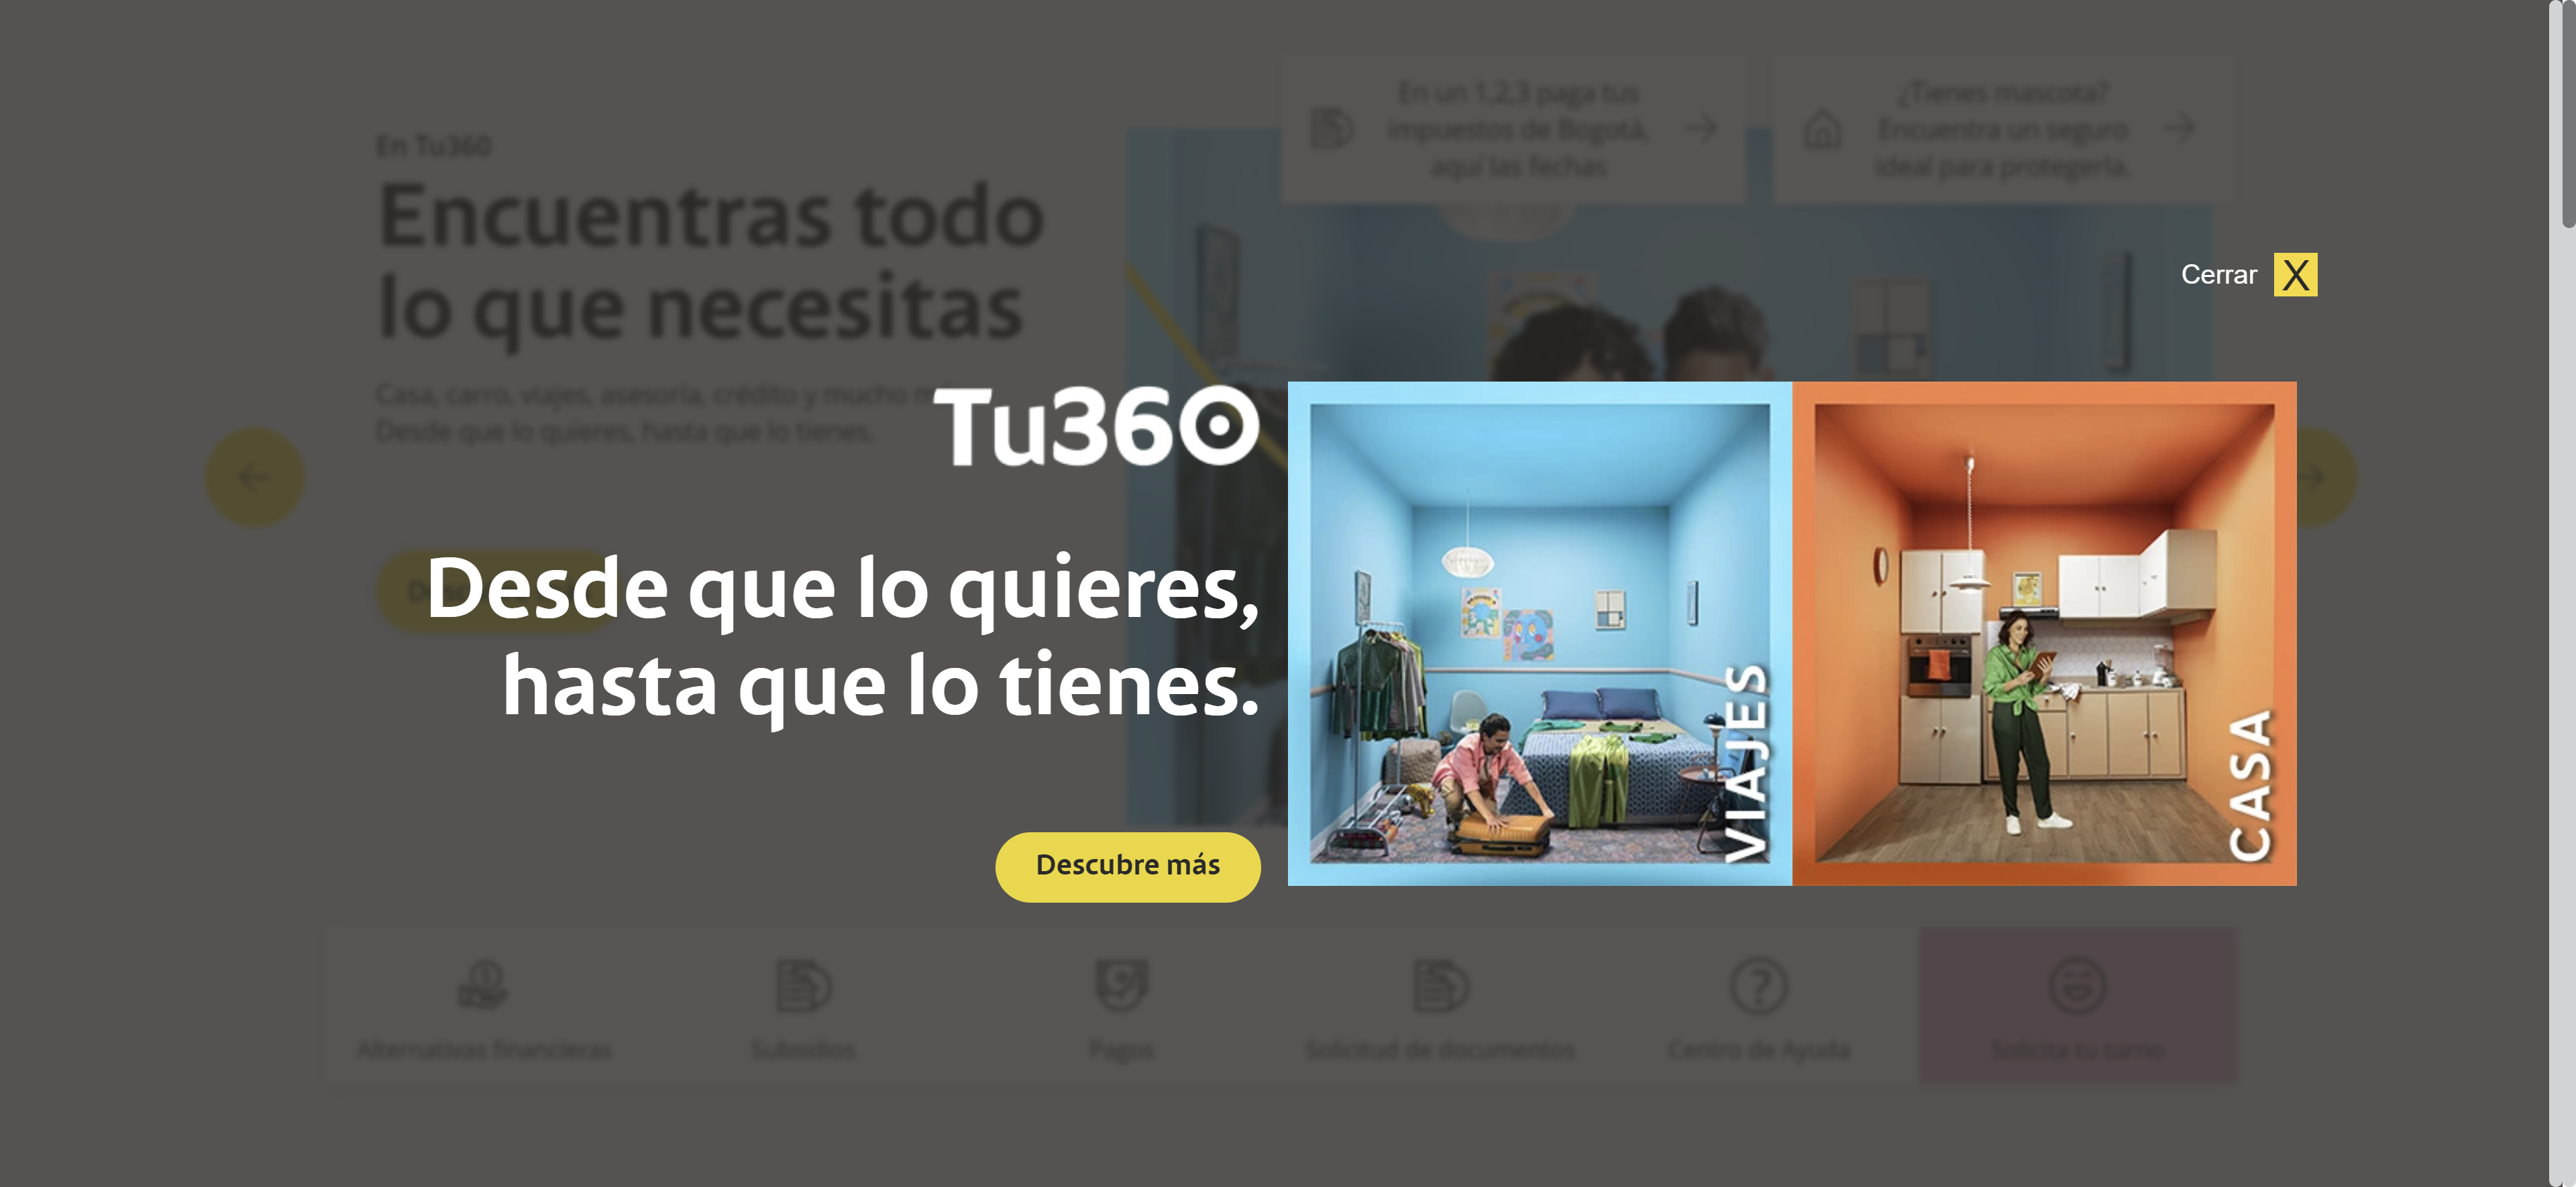 En un 1,2,3 paga tus
impuestos de Bogotá,
aquí las fechas
¿Tienes mascota?
Encuentra un seguro
ideal para protegerla.
En Tu360
Encuentras todo
lo que necesitas
Casa, carro, viajes, asesoría, crédito y mucho
Desde que lo quieres, hasta que lo tienes.
Cerrar X
Tu360
Desde que lo quieres,
hasta que lo tienes.
Descubre más
VIAJES
CASA
Alternativas financieras
Subsidios
Pagos
Solicitud de documentos
Centro de Ayuda
Solicita tu turno